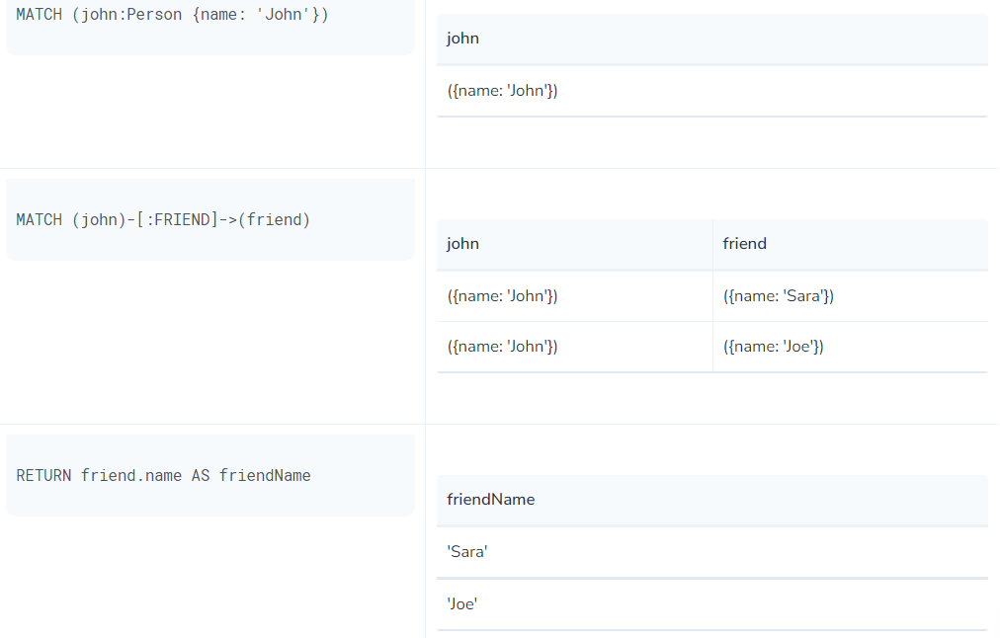 MATCH (john:Person {name: 'John'})
john
({name: 'John'})
MATCH (john)-[:FRIEND]->(friend)
john friend
({name: 'John'}) ({name: 'Sara'})
({name: 'John'}) ({name: 'Joe'})
RETURN friend.name AS friendName
friendName
'Sara'
'Joe'